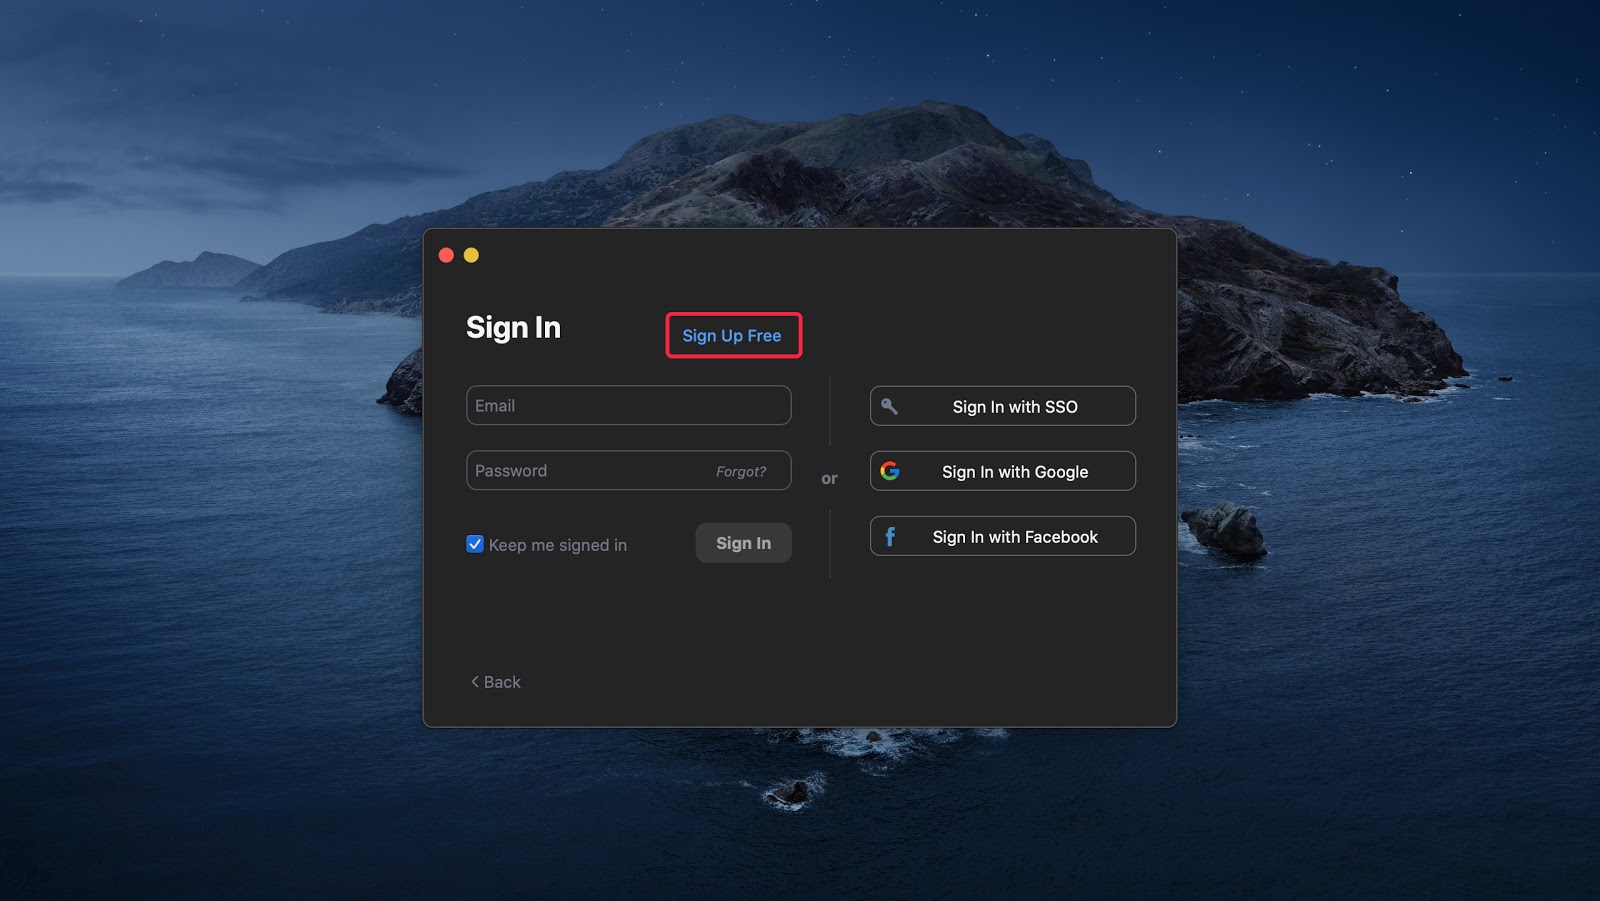 Sign In
Sign Up Free
Email
Password
Forgot?
Keep me signed in
Sign In
or
Sign In with SSO
Sign In with Google
Sign In with Facebook
Back